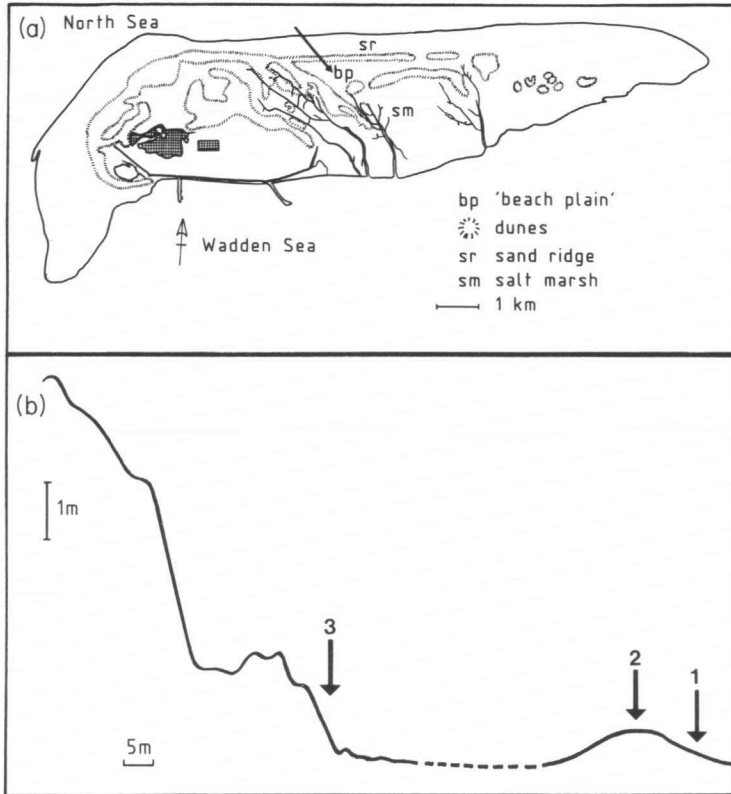 (a) North Sea
sr
bp
sm
bp 'beach plain'
dunes
sr sand ridge
sm salt marsh
1 km
Wadden Sea
(b)
1m
3
2
1
5m